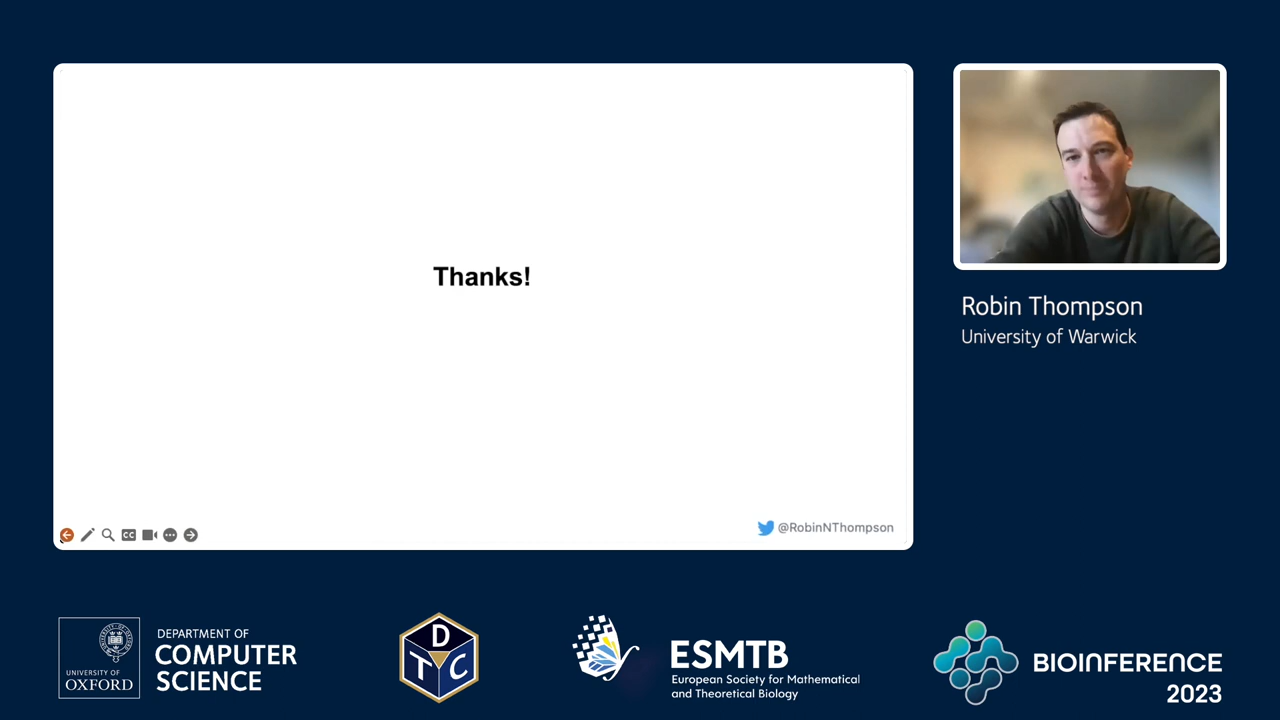 Thanks!
CC
@RobinNThompson
Robin Thompson
University of Warwick
UNIVERSITY OF
OXFORD
DEPARTMENT OF
COMPUTER
SCIENCE
D
T C
ESMTB
European Society for Mathematical
and Theoretical Biology
BIOINFERENCE
2023